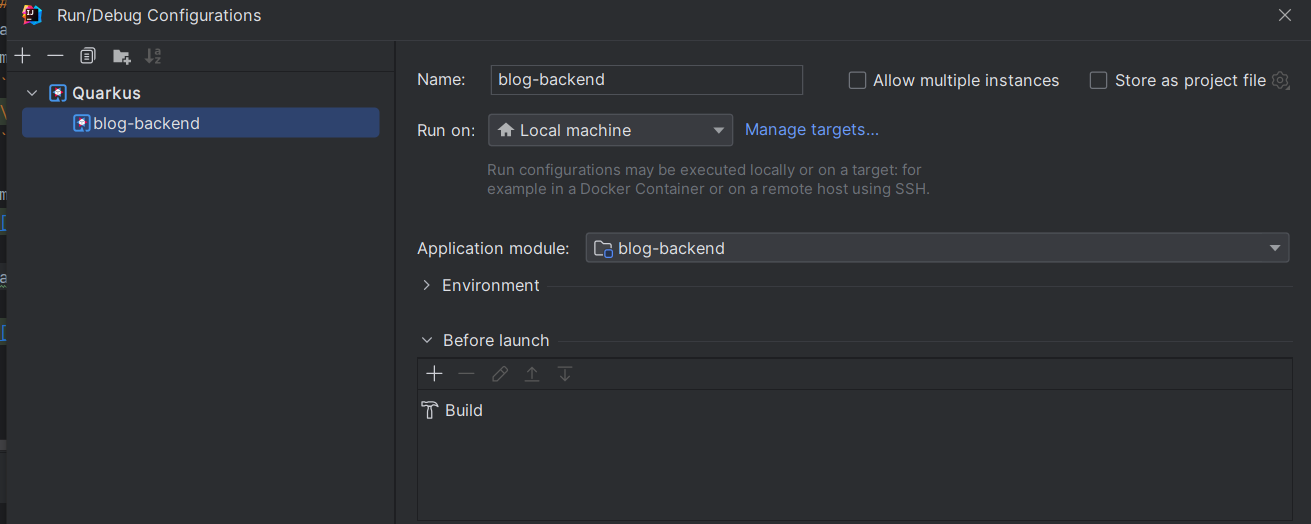 Run/Debug Configurations
Quarkus
blog-backend
Name: blog-backend
Allow multiple instances
Store as project file
Run on: Local machine
Manage targets...
Run configurations may be executed locally or on a target: for
example in a Docker Container or on a remote host using SSH.
Application module: blog-backend
Environment
Before launch
Build